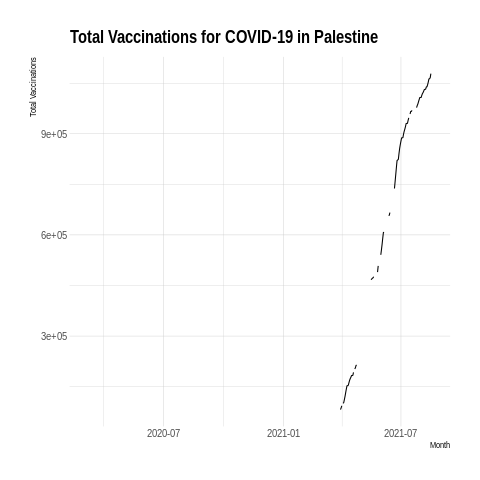 Total Vaccinations for COVID-19 in Palestine
Total Vaccinations
9e+05
6e+05
3e+05
2020-07
2021-01
2021-07
Month